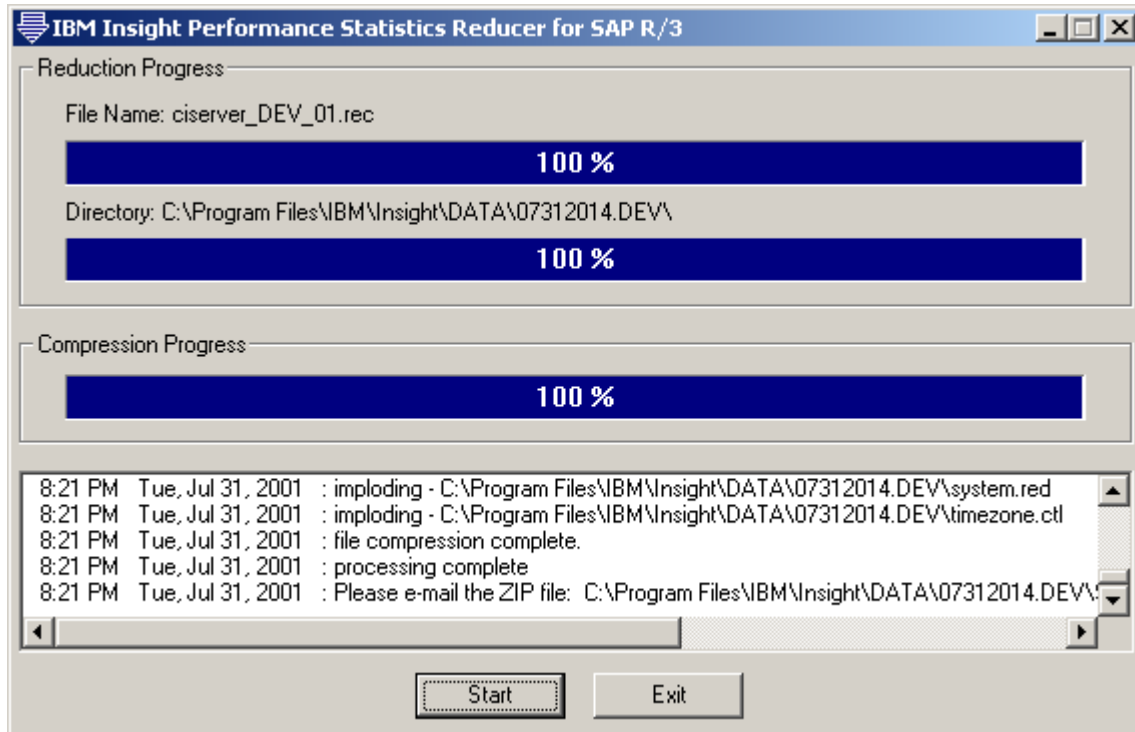 IBM Insight Performance Statistics Reducer for SAP R/3
Reduction Progress
File Name: ciserver_DEV_01.rec
100 %
Directory: C:\Program Files\IBM\Insight\DATA\07312014.DEV\
100 %
Compression Progress
100 %
8:21 PM Tue, Jul 31, 2001 : imploding - C:\Program Files\IBM\Insight\DATA\07312014.DEV\system.red
8:21 PM Tue, Jul 31, 2001 : imploding - C:\Program Files\IBM\Insight\DATA\07312014.DEV\timezone.ctl
8:21 PM Tue, Jul 31, 2001 : file compression complete.
8:21 PM Tue, Jul 31, 2001 : processing complete
8:21 PM Tue, Jul 31, 2001 : Please e-mail the ZIP file: C:\Program Files\IBM\Insight\DATA\07312014.DEV\
Start Exit